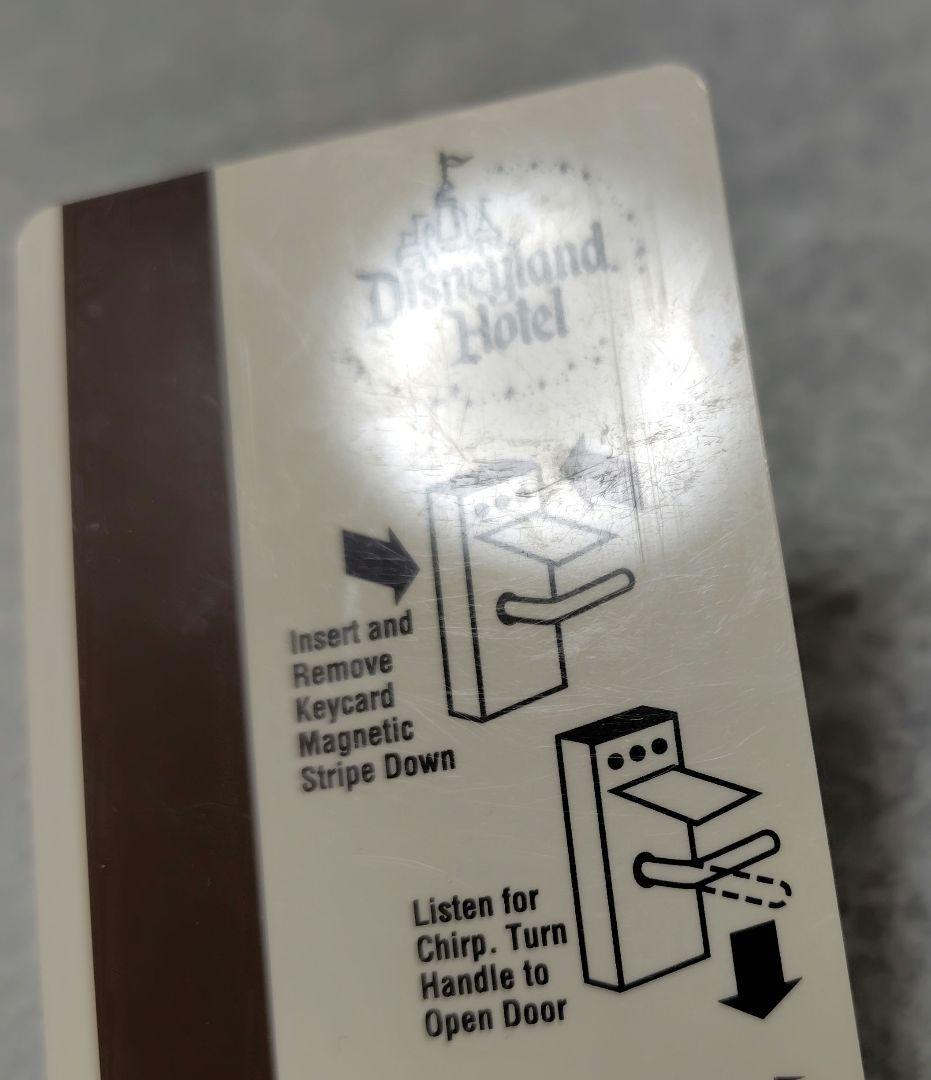 Disneyland
Hotel
Insert and
Remove
Keycard
Magnetic
Stripe Down
Listen for
Chirp. Turn
Handle to
Open Door